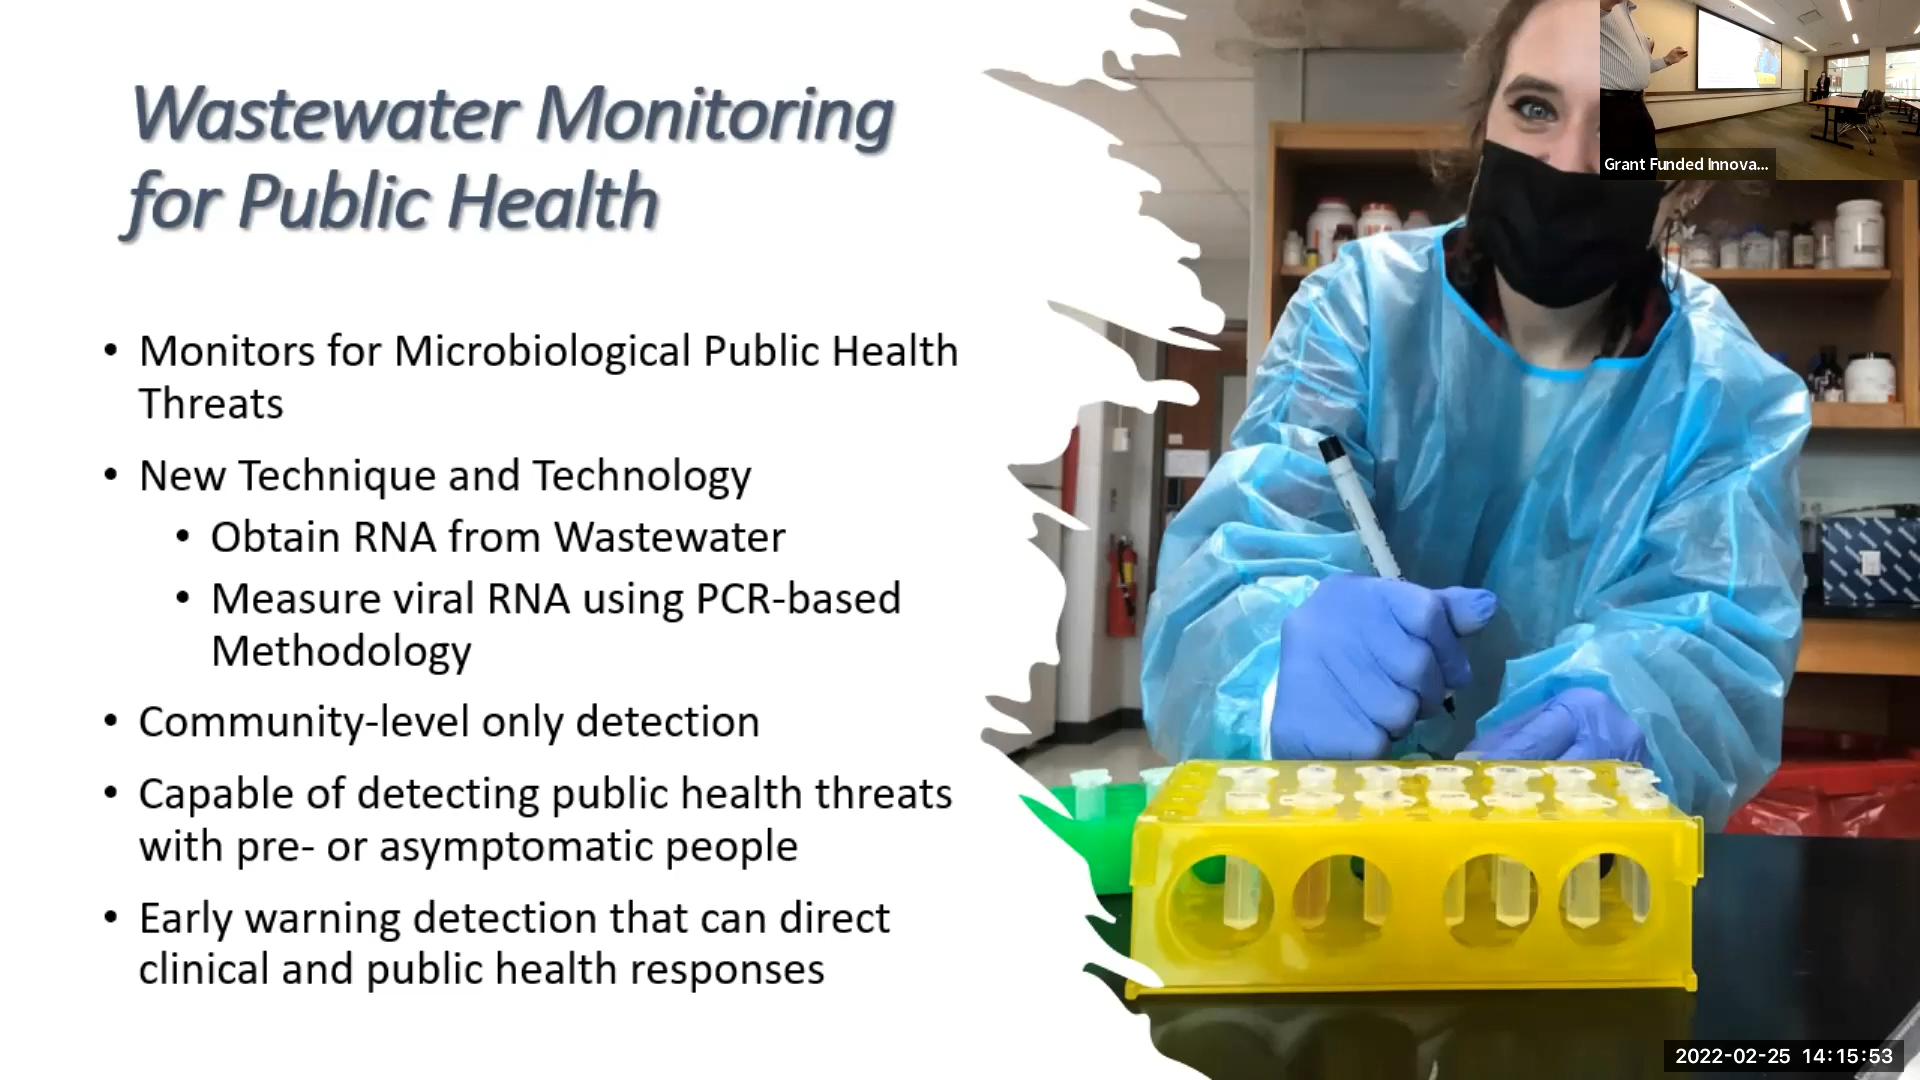 Wastewater Monitoring
for Public Health
• Monitors for Microbiological Public Health
Threats
• New Technique and Technology
• Obtain RNA from Wastewater
• Measure viral RNA using PCR-based
Methodology
• Community-level only detection
• Capable of detecting public health threats
with pre- or asymptomatic people
• Early warning detection that can direct
clinical and public health responses
Grant Funded Innova...
2022-02-25 14:15:53